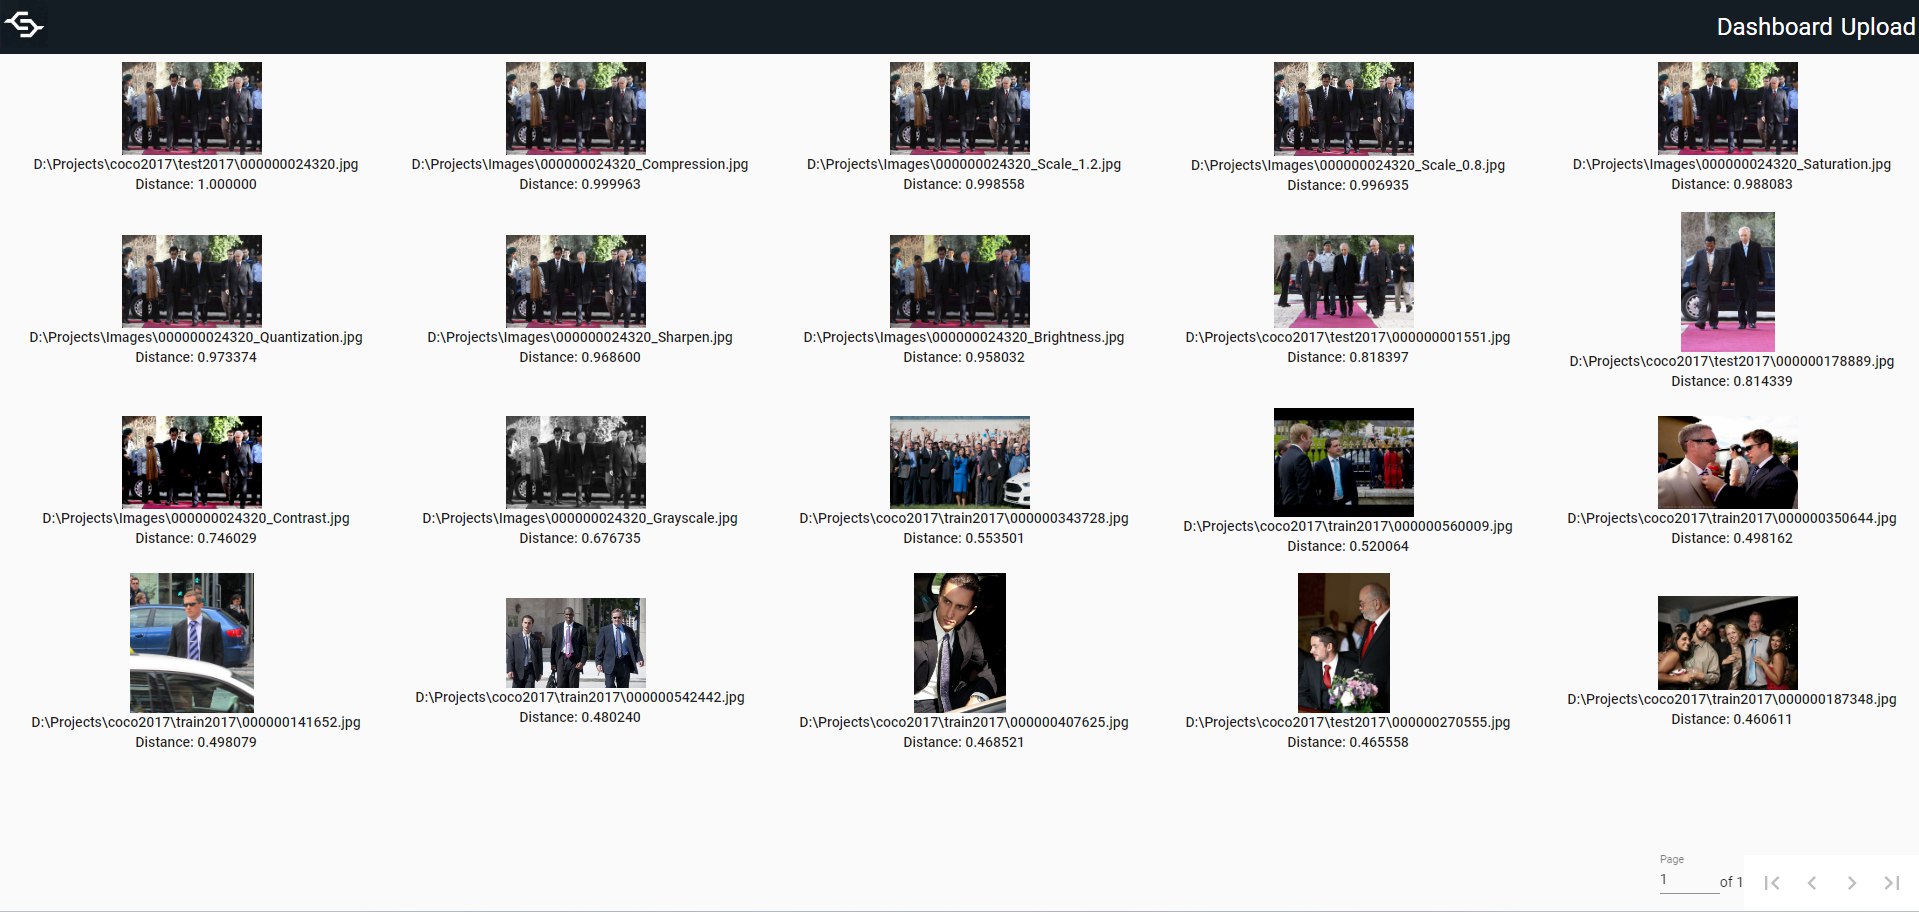 Dashboard Upload
D:\Projects\coco2017\test2017\000000024320.jpg
Distance: 1.000000
D:\Projects\Images\000000024320_Compression.jpg
Distance: 0.999963
D:\Projects\Images\000000024320_Scale_1.2.jpg
Distance: 0.998558
D:\Projects\Images\000000024320_Scale_0.8.jpg
Distance: 0.996935
D:\Projects\Images\000000024320_Saturation.jpg
Distance: 0.988083
D:\Projects\Images\000000024320_Quantization.jpg
Distance: 0.973374
D:\Projects\Images\000000024320_Sharpen.jpg
Distance: 0.968600
D:\Projects\Images\000000024320_Brightness.jpg
Distance: 0.958032
D:\Projects\coco2017\test2017\000000001551.jpg
Distance: 0.818397
D:\Projects\coco2017\test2017\000000178889.jpg
Distance: 0.814339
D:\Projects\Images\000000024320_Contrast.jpg
Distance: 0.746029
D:\Projects\Images\000000024320_Grayscale.jpg
Distance: 0.676735
D:\Projects\coco2017\train2017\000000343728.jpg
Distance: 0.553501
D:\Projects\coco2017\train2017\000000560009.jpg
Distance: 0.520064
D:\Projects\coco2017\train2017\000000350644.jpg
Distance: 0.498162
D:\Projects\coco2017\train2017\000000141652.jpg
Distance: 0.498079
D:\Projects\coco2017\train2017\000000542442.jpg
Distance: 0.480240
D:\Projects\coco2017\train2017\000000407625.jpg
Distance: 0.468521
D:\Projects\coco2017\test2017\000000270555.jpg
Distance: 0.465558
D:\Projects\coco2017\train2017\000000187348.jpg
Distance: 0.460611
Page
1 of 1